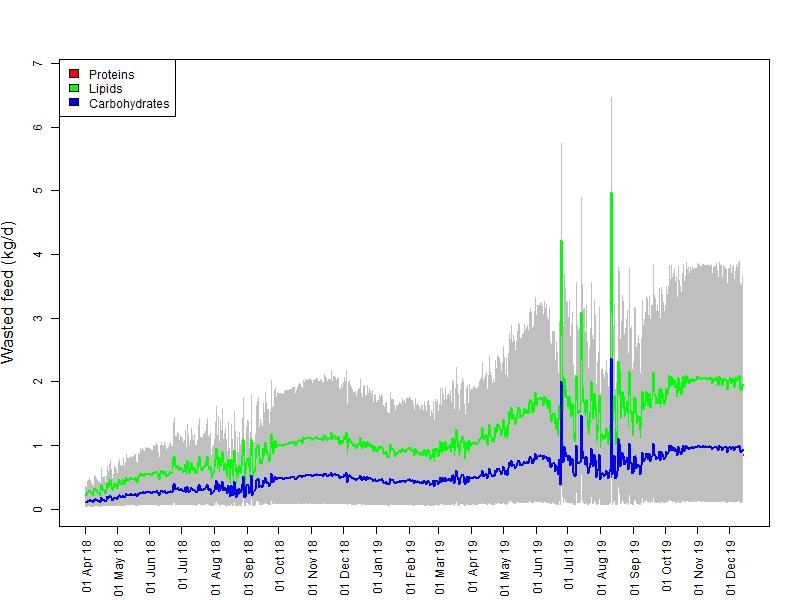 Proteins
Lipids
Carbohydrates
Wasted feed (kg/d)
7
6
5
4
3
2
1
0
01 Apr 18
01 May 18
01 Jun 18
01 Jul 18
01 Aug 18
01 Sep 18
01 Oct 18
01 Nov 18
01 Dec 18
01 Jan 19
01 Feb 19
01 Mar 19
01 Apr 19
01 May 19
01 Jun 19
01 Jul 19
01 Aug 19
01 Sep 19
01 Oct 19
01 Nov 19
01 Dec 19